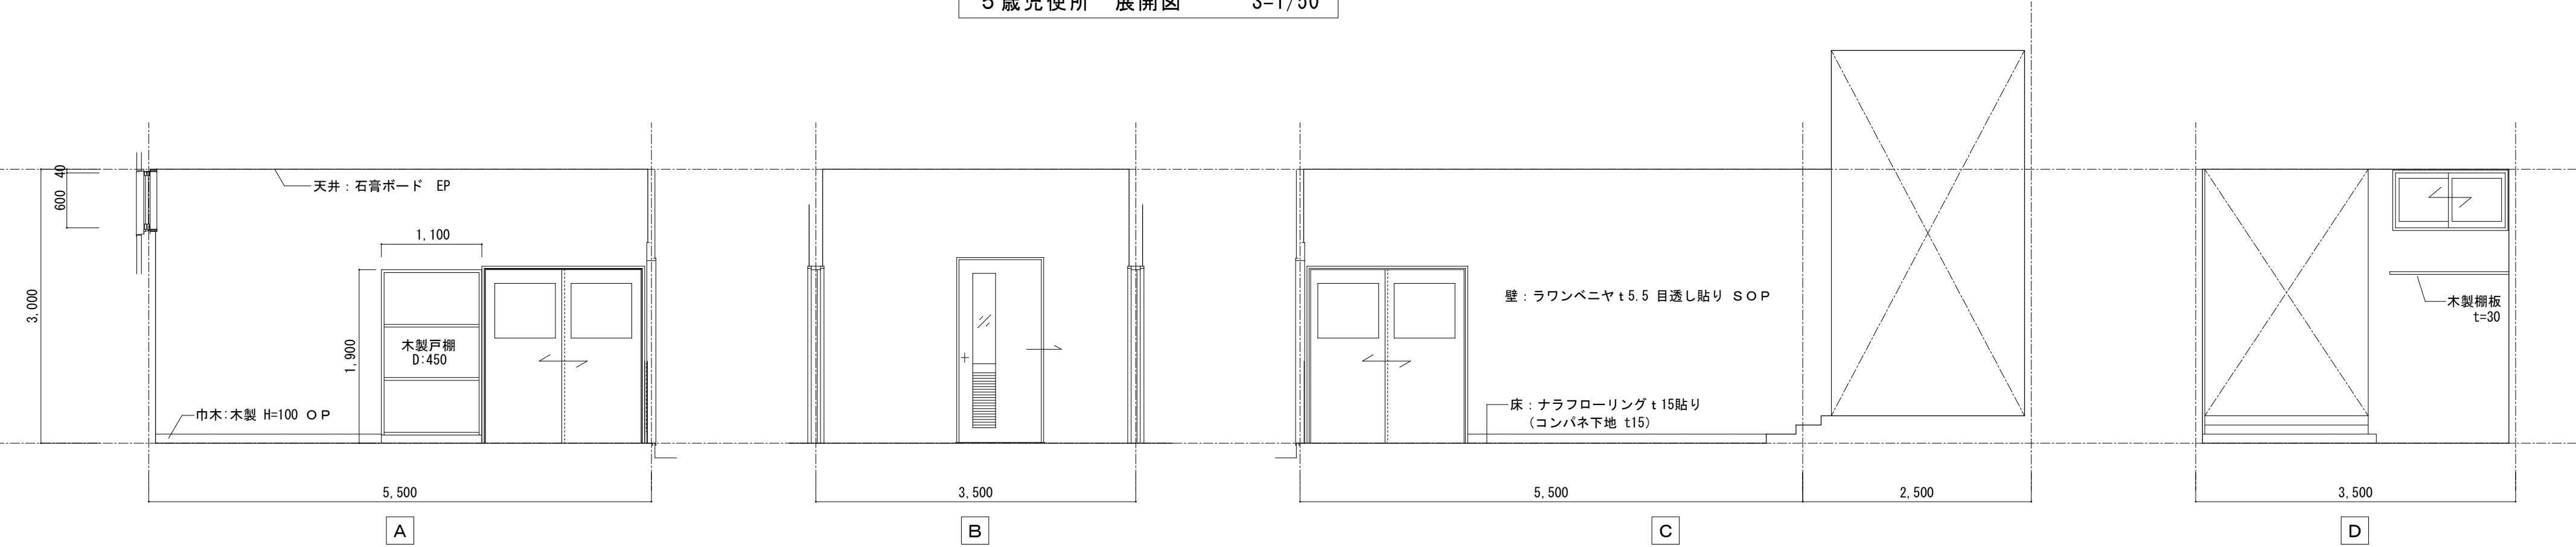 5歳児便所 展開図 S=1/50
40
600
3,000
天井：石膏ボード EP
1,100
1,900
木製戸棚
D:450
巾木:木製 H=100 ＯＰ
壁：ラワンベニヤｔ5.5 目透し貼り ＳＯＰ
床：ナラフローリングｔ15貼り
（コンパネ下地 t15）
木製棚板
t=30
5,500
3,500
5,500
2,500
3,500
A
B
C
D